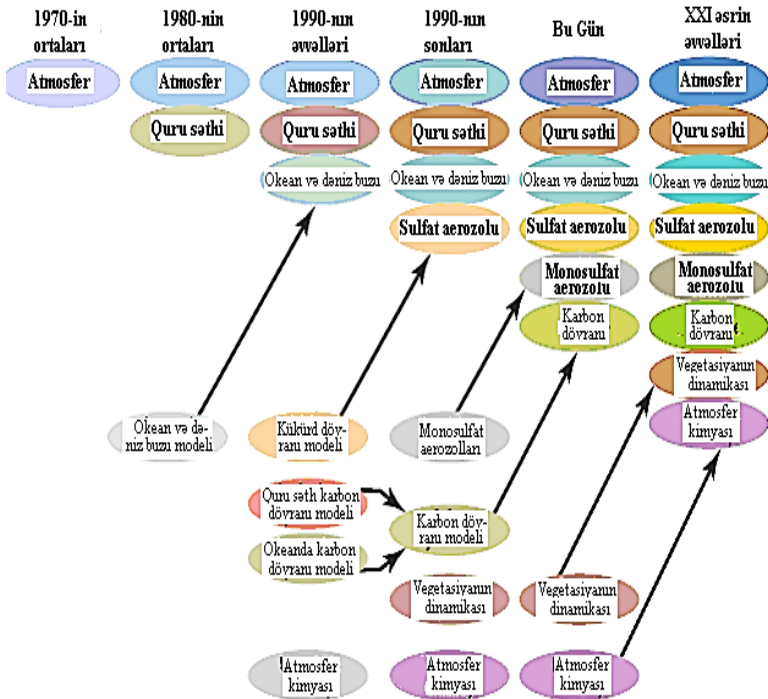 1970-in
ortaları
1980-nin
ortaları
1990-nın
əvvəlləri
1990-nın
sonları
Bu Gün
XXI əsrin
əvvəlləri
Atmosfer
Atmosfer
Atmosfer
Atmosfer
Atmosfer
Atmosfer
Quru səthi
Quru səthi
Quru səthi
Quru səthi
Quru səthi
Okean və dəniz buzu
Okean və dəniz buzu
Okean və dəniz buzu
Okean və dəniz buzu
Sulfat aerozolu
Sulfat aerozolu
Sulfat aerozolu
Monosulfat
aerozolu
Monosulfat
aerozolu
Karbon
dövranı
Karbon
dövranı
Vegetasiyanın
dinamikası
Atmosfer
kimyası
Okean və də-
niz buzu modeli
Kükürd döv-
ranı modeli
Monosulfat
aerozolları
Quru səth karbon
dövranı modeli
Okeanda karbon
dövranı modeli
Karbon döv-
ranı modeli
Vegetasiyanın
dinamikası
Vegetasiyanın
dinamikası
Atmosfer
kimyası
Atmosfer
kimyası
Atmosfer
kimyası